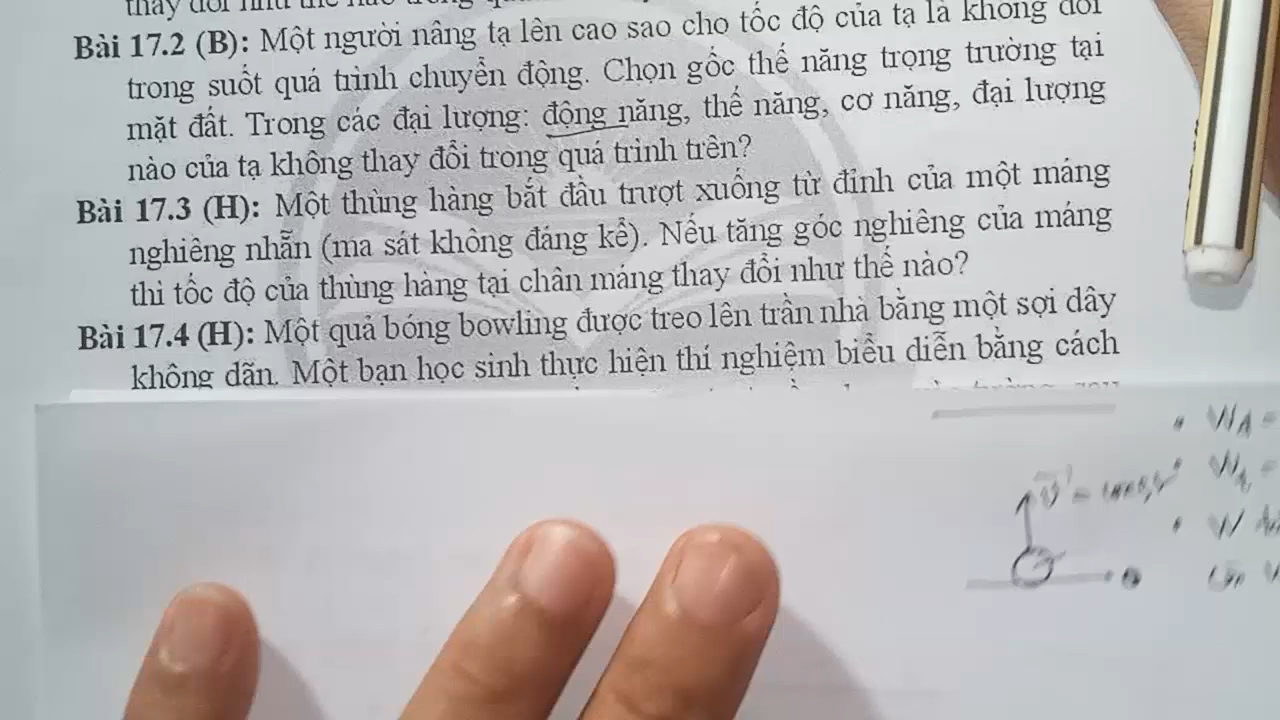 Bài 17.2 (B): Một người nâng tạ lên cao sao cho tốc độ của tạ là không đổi
trong suốt quá trình chuyển động. Chọn gốc thế năng trọng trường tại
mặt đất. Trong các đại lượng: động năng, thế năng, cơ năng, đại lượng
nào của tạ không thay đổi trong quá trình trên?
Bài 17.3 (H): Một thùng hàng bắt đầu trượt xuống từ đỉnh của một máng
nghiêng nhẵn (ma sát không đáng kể). Nếu tăng góc nghiêng của máng
thì tốc độ của thùng hàng tại chân máng thay đổi như thế nào?
Bài 17.4 (H): Một quả bóng bowling được treo lên trần nhà bằng một sợi dây
không dãn. Một bạn học sinh thực hiện thí nghiệm biểu diễn bằng cách